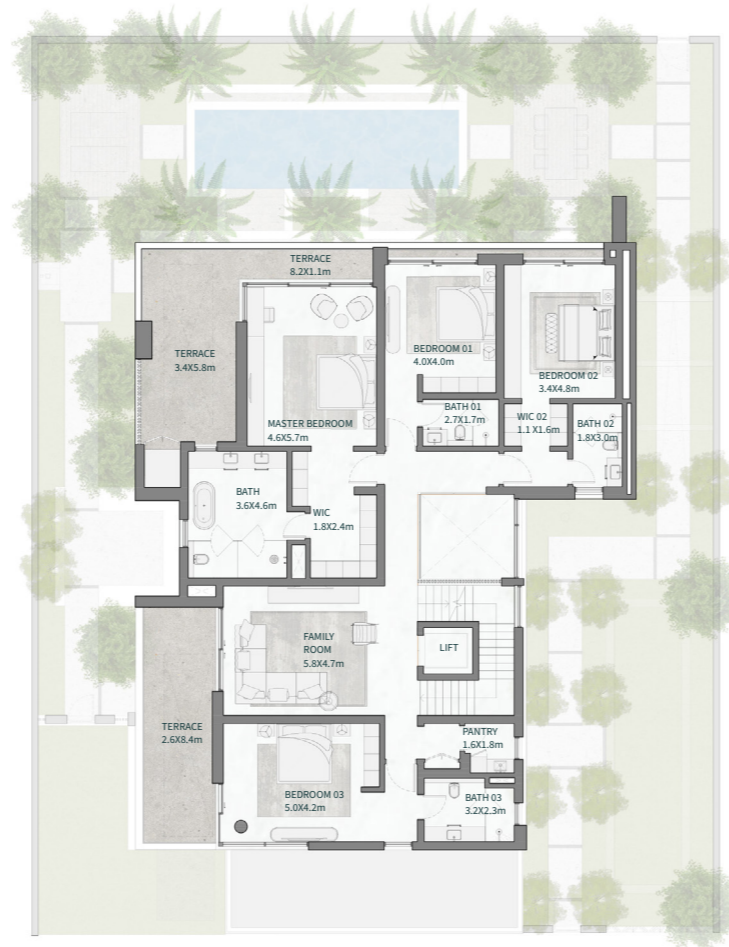 TERRACE
8.2X1.1m
TERRACE
3.4X5.8m
BEDROOM 01
4.0X4.0m
BEDROOM 02
3.4X4.8m
MASTER BEDROOM
4.6X5.7m
BATH 01
2.7X1.7m
WIC 02
1.1 X1.6m
BATH 02
1.8X3.0m
BATH
3.6X4.6m
WIC
1.8X2.4m
FAMILY
ROOM
5.8X4.7m
LIFT
TERRACE
2.6X8.4m
PANTRY
1.6X1.8m
BEDROOM 03
5.0X4.2m
BATH 03
3.2X2.3m